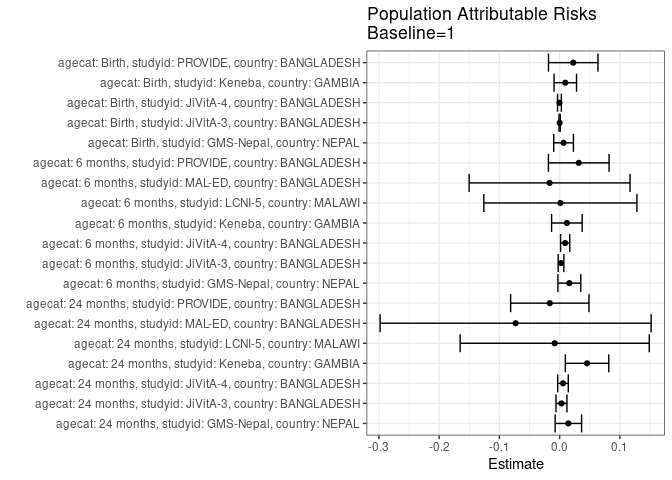 Population Attributable Risks
Baseline=1
agecat: Birth, studyid: PROVIDE, country: BANGLADESH
agecat: Birth, studyid: Keneba, country: GAMBIA
agecat: Birth, studyid: JiVitA-4, country: BANGLADESH
agecat: Birth, studyid: JiVitA-3, country: BANGLADESH
agecat: Birth, studyid: GMS-Nepal, country: NEPAL
agecat: 6 months, studyid: PROVIDE, country: BANGLADESH
agecat: 6 months, studyid: MAL-ED, country: BANGLADESH
agecat: 6 months, studyid: LCNI-5, country: MALAWI
agecat: 6 months, studyid: Keneba, country: GAMBIA
agecat: 6 months, studyid: JiVitA-4, country: BANGLADESH
agecat: 6 months, studyid: JiVitA-3, country: BANGLADESH
agecat: 6 months, studyid: GMS-Nepal, country: NEPAL
agecat: 24 months, studyid: PROVIDE, country: BANGLADESH
agecat: 24 months, studyid: MAL-ED, country: BANGLADESH
agecat: 24 months, studyid: LCNI-5, country: MALAWI
agecat: 24 months, studyid: Keneba, country: GAMBIA
agecat: 24 months, studyid: JiVitA-4, country: BANGLADESH
agecat: 24 months, studyid: JiVitA-3, country: BANGLADESH
agecat: 24 months, studyid: GMS-Nepal, country: NEPAL
-0.3 -0.2 -0.1 0.0 0.1
Estimate